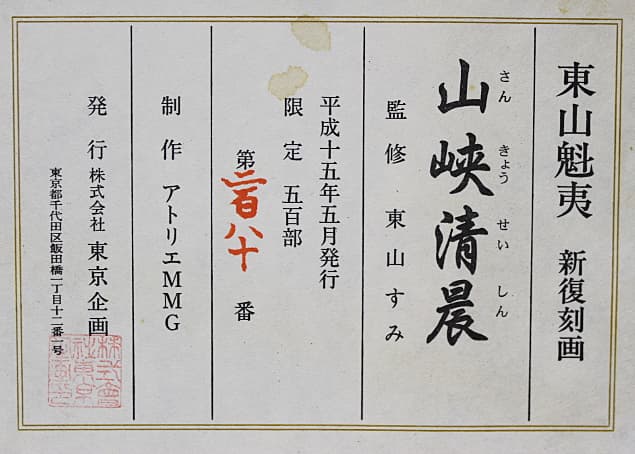 東山魁夷 新復刻画
山峡清晨
さん きょう せい しん
監修 東山すみ
平成十五年五月発行
限定 五百部
第二百八十番
制作 アトリエMMG
発行 株式会社 東京企画
東京都千代田区飯田橋一丁目十二番一号